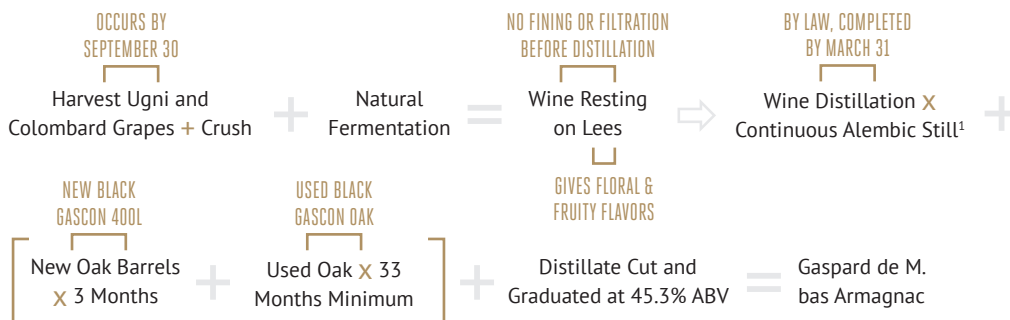 OCCURS BY
SEPTEMBER 30
NO FINING OR FILTRATION
BEFORE DISTILLATION
BY LAW, COMPLETED
BY MARCH 31
Harvest Ugni and
Colombard Grapes + Crush
+
Natural
Fermentation
=
Wine Resting
on Lees
⇨
Wine Distillation x
Continuous Alembic Still¹
+
GIVES FLORAL &
FRUITY FLAVORS
NEW BLACK
GASCON 400L
USED BLACK
GASCON OAK
[
New Oak Barrels
x 3 Months
+
Used Oak x 33
Months Minimum
]
+
Distillate Cut and
Graduated at 45.3% ABV
=
Gaspard de M.
bas Armagnac